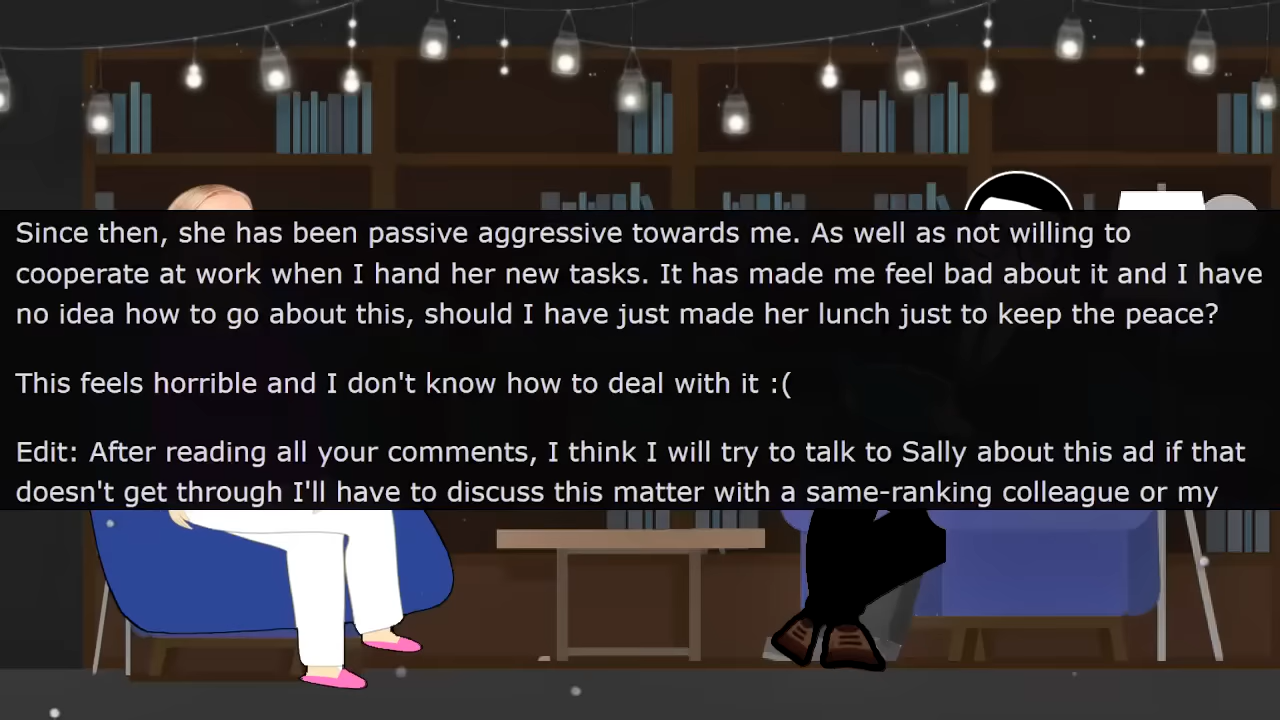 Since then, she has been passive aggressive towards me. As well as not willing to
cooperate at work when I hand her new tasks. It has made me feel bad about it and I have
no idea how to go about this, should I have just made her lunch just to keep the peace?
This feels horrible and I don't know how to deal with it :(
Edit: After reading all your comments, I think I will try to talk to Sally about this ad if that
doesn't get through I'll have to discuss this matter with a same-ranking colleague or my